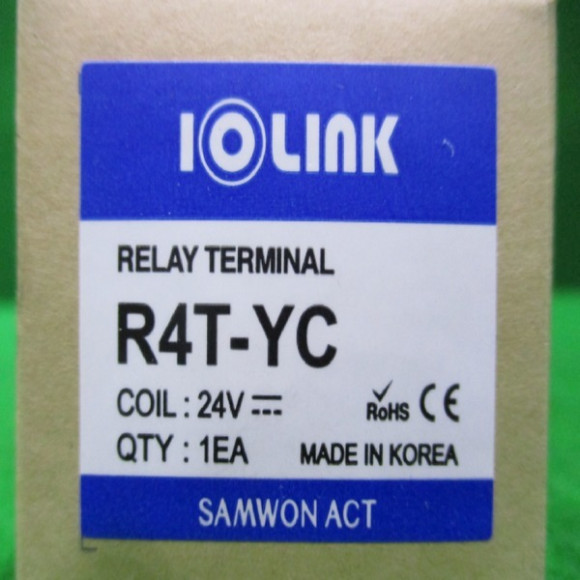 IOLINK
RELAY TERMINAL
R4T-YC
COIL : 24V ⎓ RoHS CE
QTY : 1EA MADE IN KOREA
SAMWON ACT